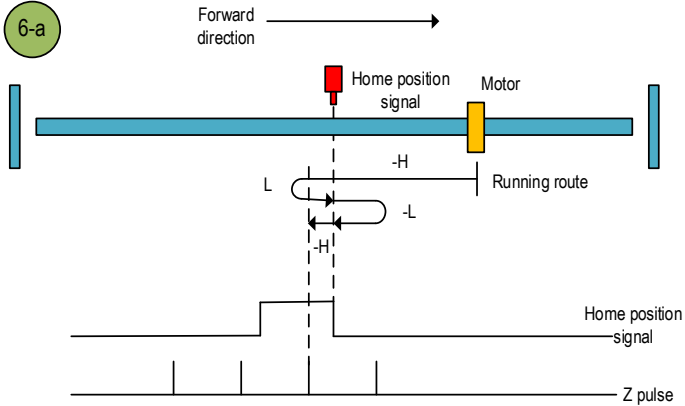 6-a
Forward
direction
Home position
signal
Motor
-H
Running route
L
-L
-H
Home position
signal
Z pulse